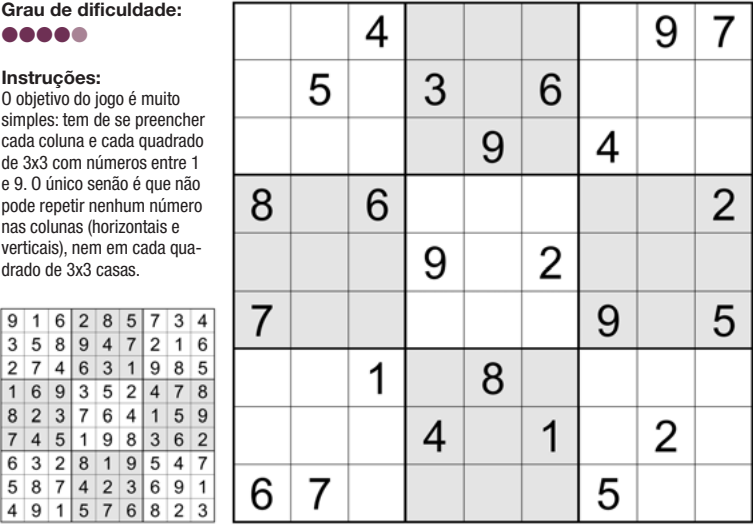 Grau de dificuldade:
Instruções:
O objetivo do jogo é muito
simples: tem de se preencher
cada coluna e cada quadrado
de 3x3 com números entre 1
e 9. O único senão é que não
pode repetir nenhum número
nas colunas (horizontais e
verticais), nem em cada qua-
drado de 3x3 casas.
9 1 6 2 8 5 7 3 4
3 5 8 9 4 7 2 1 6
2 7 4 6 3 1 9 8 5
1 6 9 3 5 2 4 7 8
8 2 3 7 6 4 1 5 9
7 4 5 1 9 8 3 6 2
6 3 2 8 1 9 5 4 7
5 8 7 4 2 3 6 9 1
4 9 1 5 7 6 8 2 3
4 9 7
5 3 6
9 4
8 6 2
9 2
7 9 5
1 8
4 1 2
6 7 5